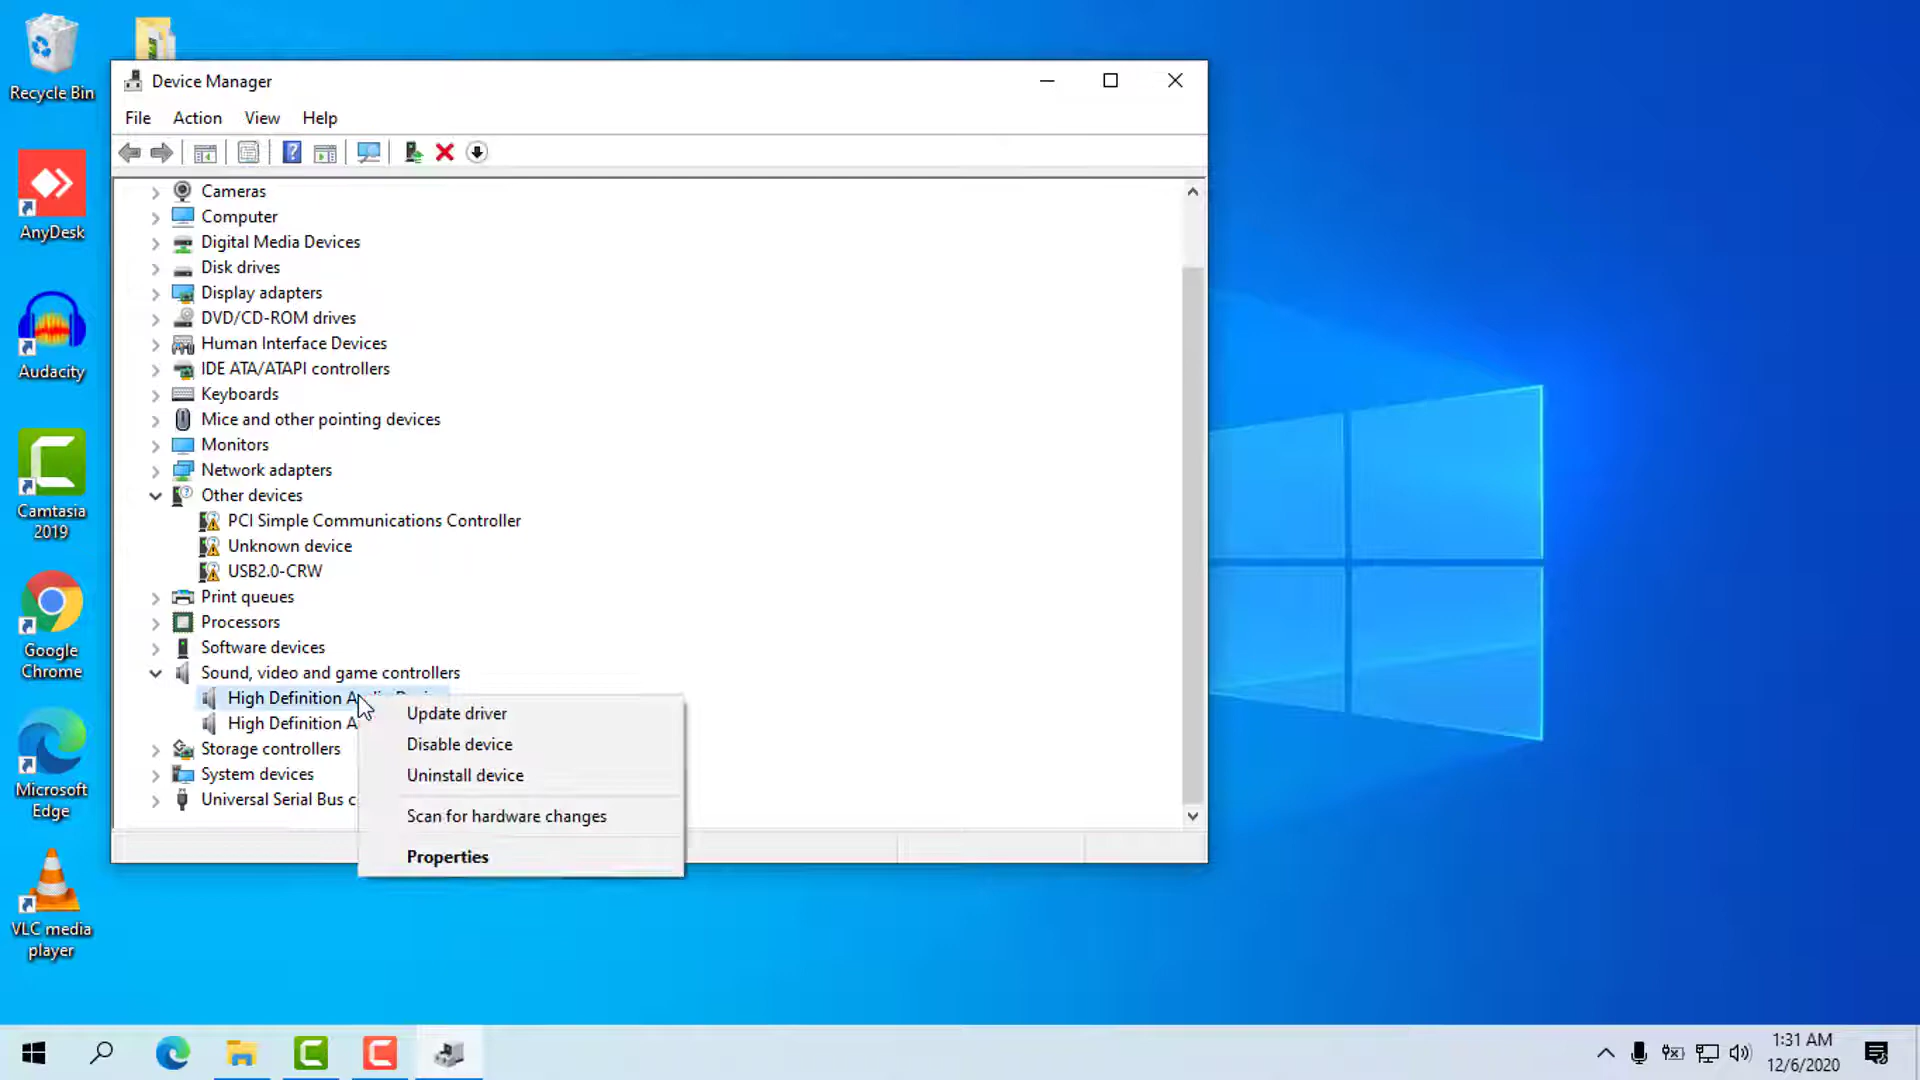 Recycle Bin
AnyDesk
Audacity
Camtasia
2019
Google
Chrome
Microsoft
Edge
VLC media
player
Device Manager
File Action View Help
Cameras
Computer
Digital Media Devices
Disk drives
Display adapters
DVD/CD-ROM drives
Human Interface Devices
IDE ATA/ATAPI controllers
Keyboards
Mice and other pointing devices
Monitors
Network adapters
Other devices
PCI Simple Communications Controller
Unknown device
USB2.0-CRW
Print queues
Processors
Software devices
Sound, video and game controllers
High Definition
High Definition A
Storage controllers
System devices
Universal Serial Bus c
Update driver
Disable device
Uninstall device
Scan for hardware changes
Properties
1:31 AM
12/6/2020